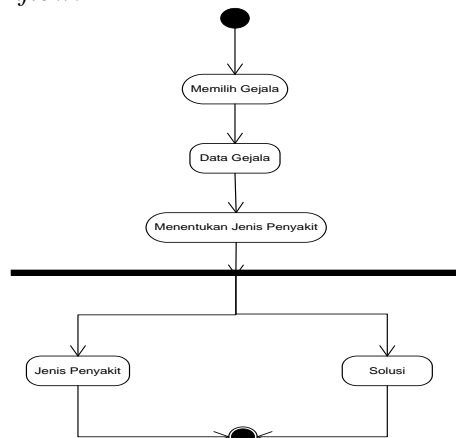 Memilih Gejala
Data Gejala
Menentukan Jenis Penyakit
Jenis Penyakit
Solusi